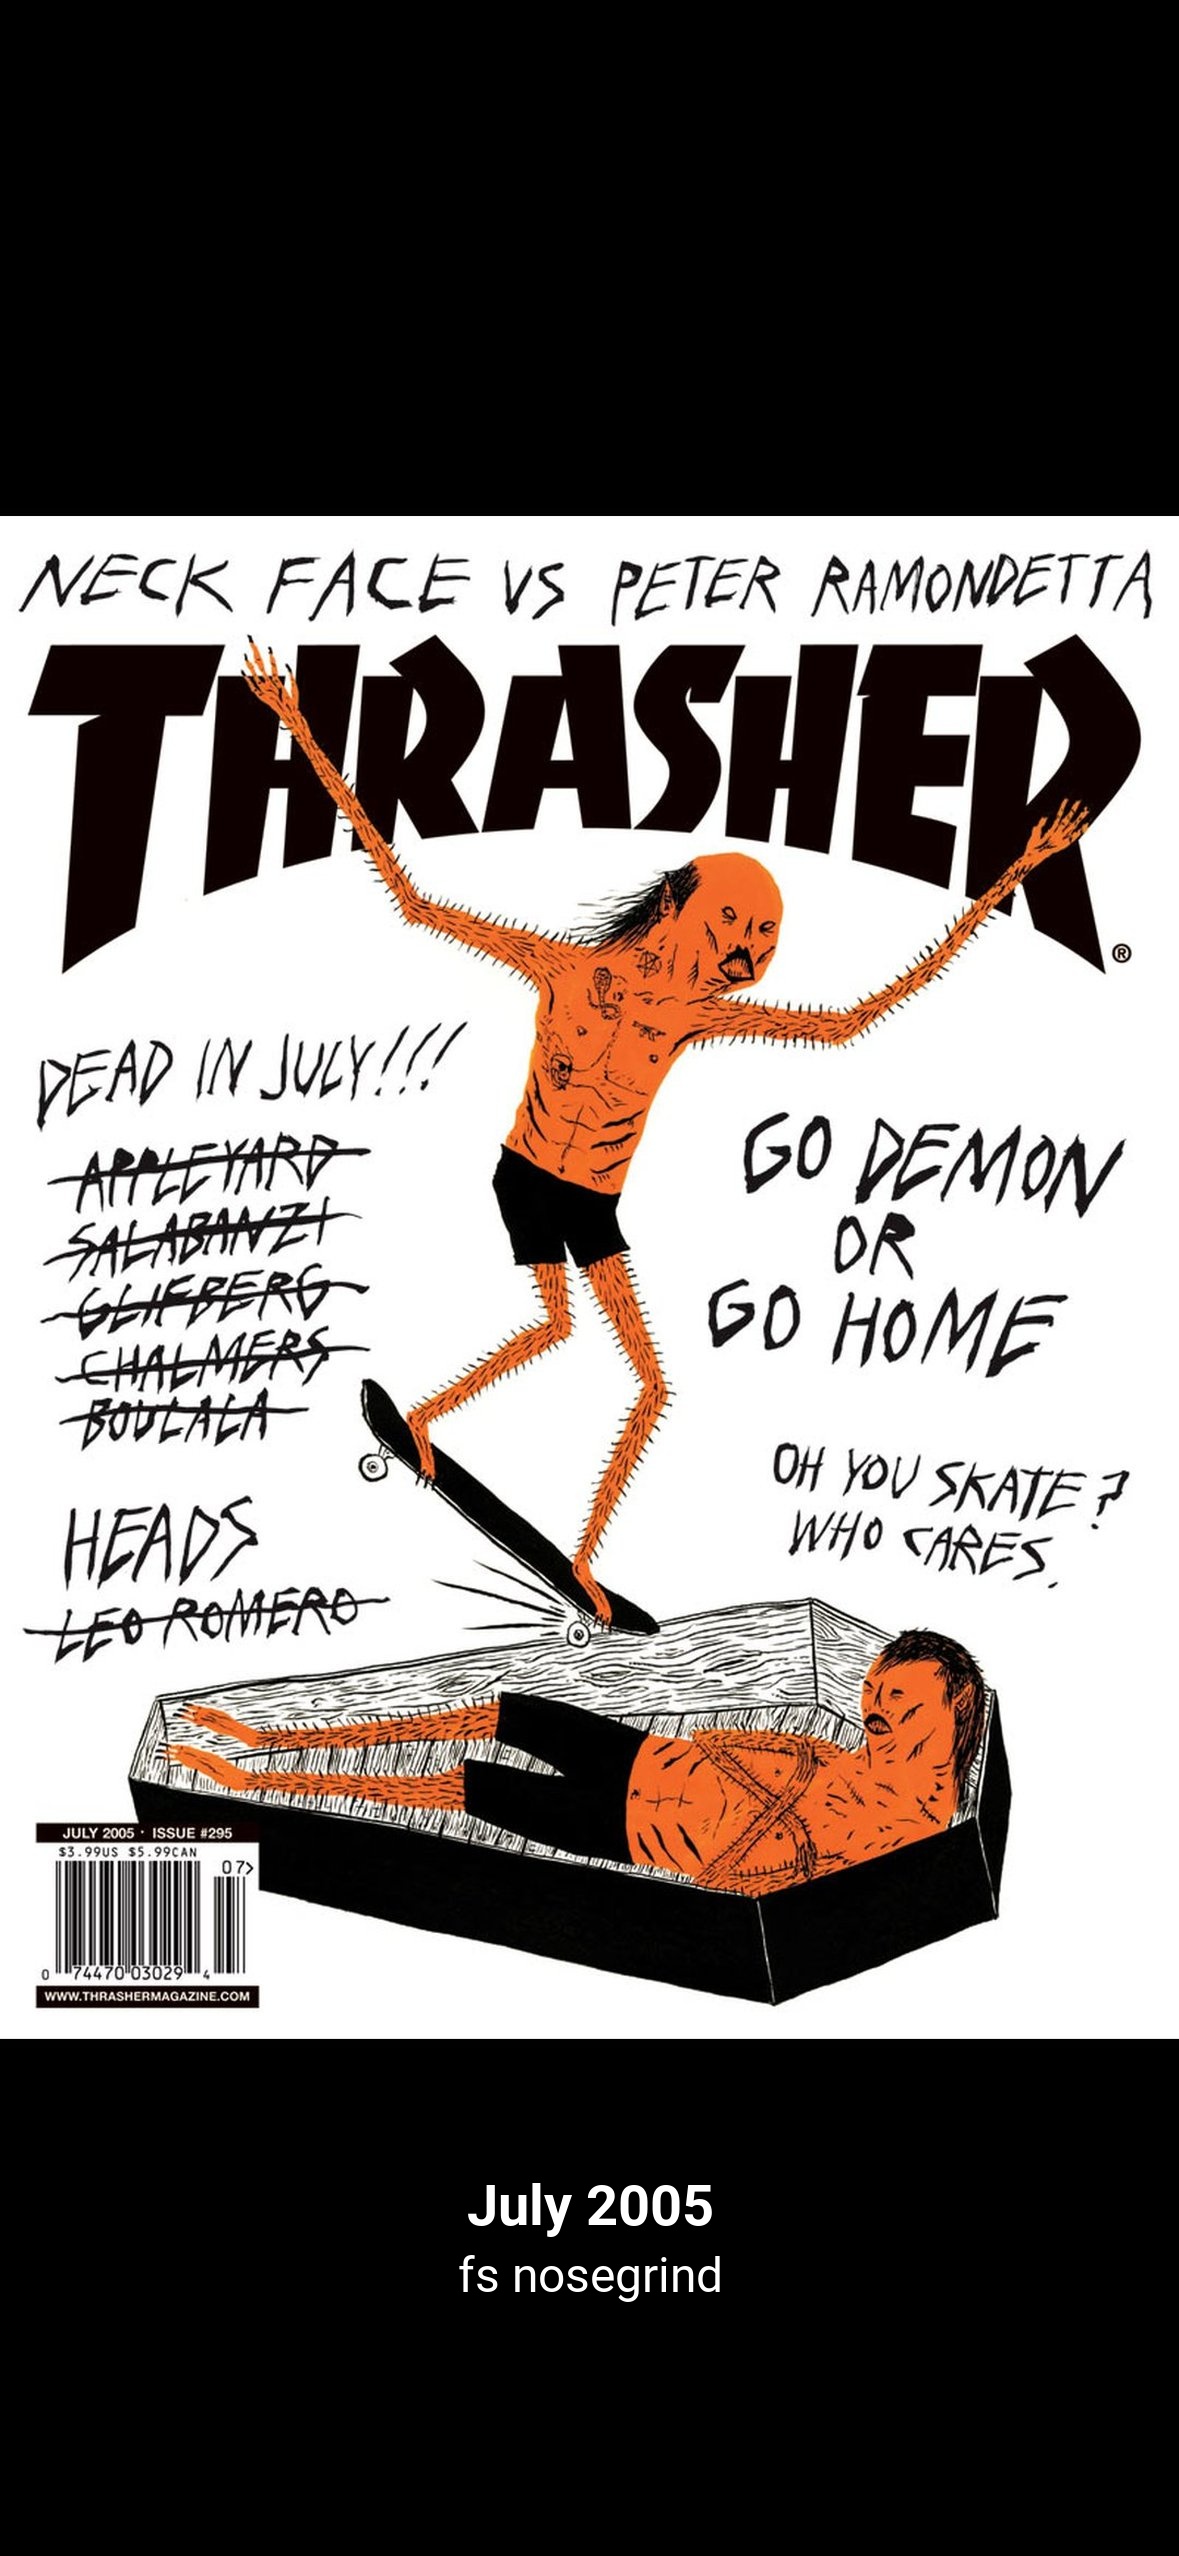 NECK FACE VS PETER RAMONDETTA
THRASHER®
DEAD IN JULY!!!
APPLEYARD
SALABANZI
GLIFBERG
CHALMERS
BOULALA
HEADS
LEO ROMERO
GO DEMON
OR
GO HOME
OH YOU SKATE?
WHO CARES.
JULY 2005 · ISSUE #295
$3.99US $5.99CAN
07>
0 74470 03029 4
WWW.THRASHERMAGAZINE.COM
July 2005
fs nosegrind